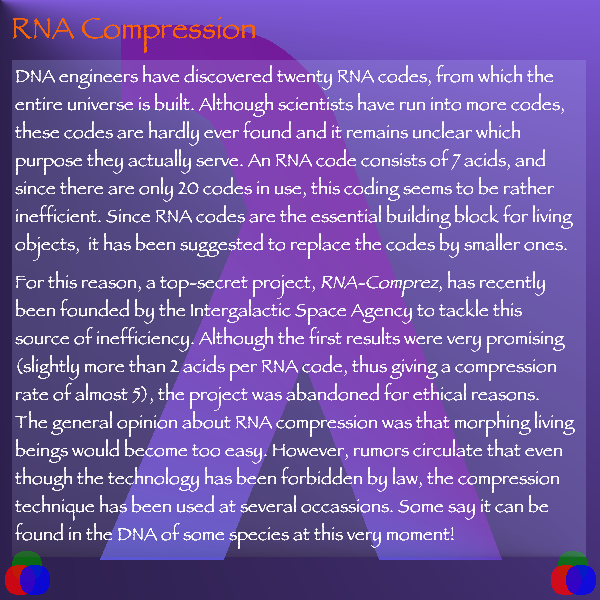 RNA Compression
DNA engineers have discovered twenty RNA codes, from which the
entire universe is built. Although scientists have run into more codes,
these codes are hardly ever found and it remains unclear which
purpose they actually serve. An RNA code consists of 7 acids, and
since there are only 20 codes in use, this coding seems to be rather
inefficient. Since RNA codes are the essential building block for living
objects,  it has been suggested to replace the codes by smaller ones.
For this reason, a top-secret project, RNA-Comprez, has recently
been founded by the Intergalactic Space Agency to tackle this
source of inefficiency. Although the first results were very promising
(slightly more than 2 acids per RNA code, thus giving a compression
rate of almost 5), the project was abandoned for ethical reasons.
The general opinion about RNA compression was that morphing living
beings would become too easy. However, rumors circulate that even
though the technology has been forbidden by law, the compression
technique has been used at several occassions. Some say it can be
found in the DNA of some species at this very moment!